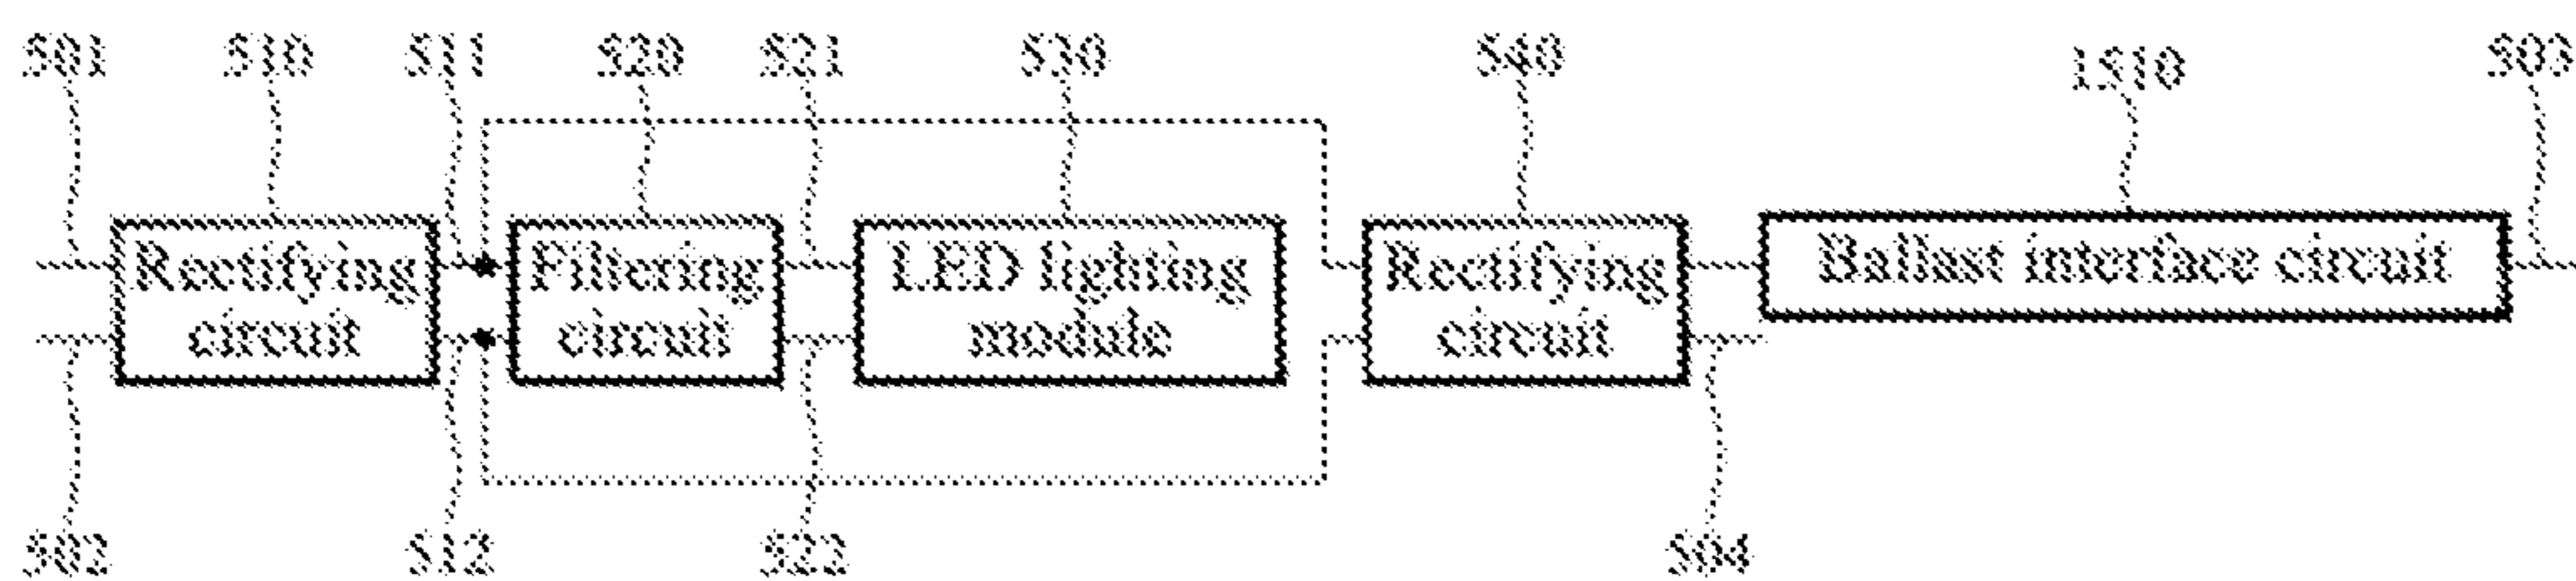 501 510 511 520 521 530 540 1510 503
Rectifying circuit
Filtering circuit
LED lighting module
Rectifying circuit
Ballast interface circuit
502 512 522 504